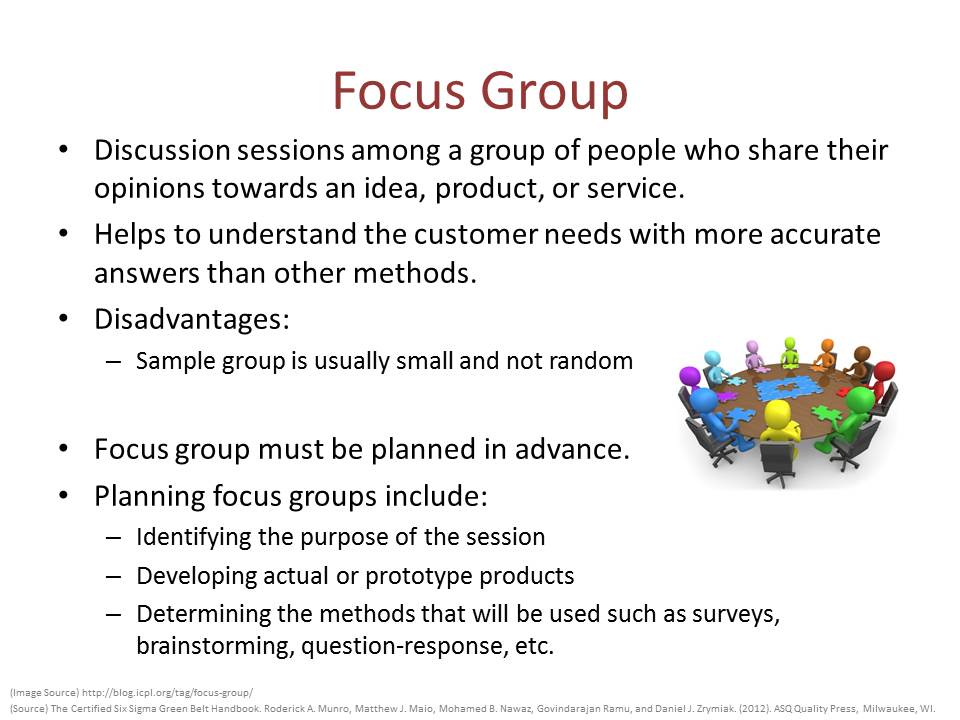 Focus Group
• Discussion sessions among a group of people who share their
opinions towards an idea, product, or service.
• Helps to understand the customer needs with more accurate
answers than other methods.
• Disadvantages:
– Sample group is usually small and not random
• Focus group must be planned in advance.
• Planning focus groups include:
– Identifying the purpose of the session
– Developing actual or prototype products
– Determining the methods that will be used such as surveys,
brainstorming, question-response, etc.
(Image Source) http://blog.icpl.org/tag/focus-group/
(Source) The Certified Six Sigma Green Belt Handbook. Roderick A. Munro, Matthew J. Maio, Mohamed B. Nawaz, Govindarajan Ramu, and Daniel J. Zrymiak. (2012). ASQ Quality Press, Milwaukee, WI.